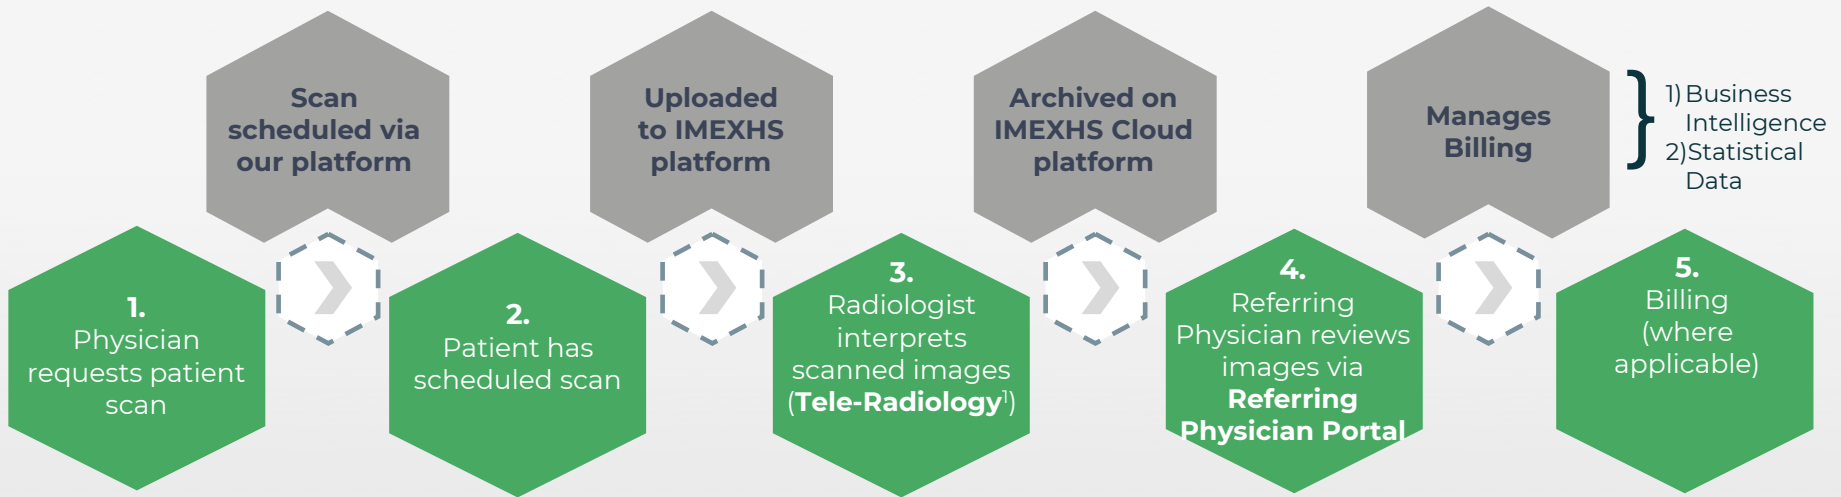 Scan
scheduled via
our platform
Uploaded
to IMEXHS
platform
Archived on
IMEXHS Cloud
platform
Manages
Billing
1) Business
Intelligence
2)Statistical
Data
1.
Physician
requests patient
scan
2.
Patient has
scheduled scan
3.
Radiologist
interprets
scanned images
(Tele-Radiology¹)
4.
Referring
Physician reviews
images via
Referring
Physician Portal
5.
Billing
(where
applicable)